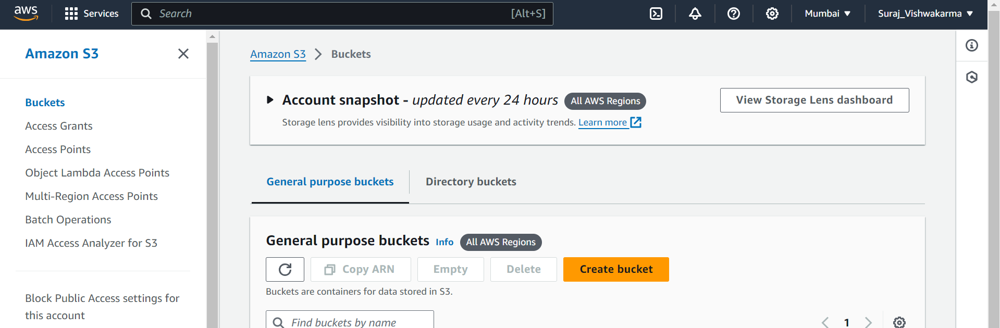 aws Services Search [Alt+S] Mumbai Suraj_Vishwakarma
Amazon S3
Buckets
Access Grants
Access Points
Object Lambda Access Points
Multi-Region Access Points
Batch Operations
IAM Access Analyzer for S3
Block Public Access settings for
this account
Amazon S3 Buckets
Account snapshot - updated every 24 hours All AWS Regions View Storage Lens dashboard
Storage lens provides visibility into storage usage and activity trends. Learn more
General purpose buckets Directory buckets
General purpose buckets Info All AWS Regions
Copy ARN Empty Delete Create bucket
Buckets are containers for data stored in S3.
Find buckets by name 1